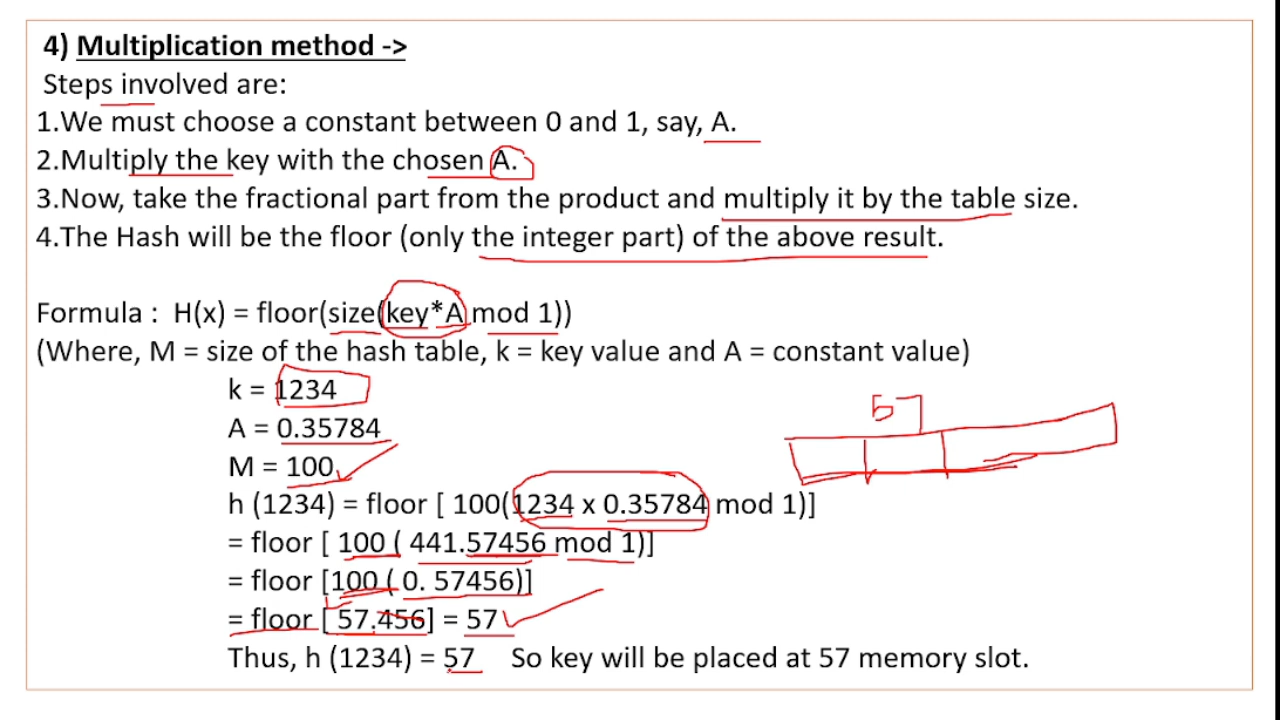 4) Multiplication method ->
Steps involved are:
1.We must choose a constant between 0 and 1, say, A.
2.Multiply the key with the chosen A.
3.Now, take the fractional part from the product and multiply it by the table size.
4.The Hash will be the floor (only the integer part) of the above result.
Formula : H(x) = floor(size(key*A mod 1))
(Where, M = size of the hash table, k = key value and A = constant value)
k = 1234
A = 0.35784
57
M = 100
h (1234) = floor [ 100(1234 x 0.35784 mod 1)]
= floor [ 100 ( 441.57456 mod 1)]
= floor [100 ( 0. 57456)]
= floor [ 57.456] = 57
Thus, h (1234) = 57 So key will be placed at 57 memory slot.